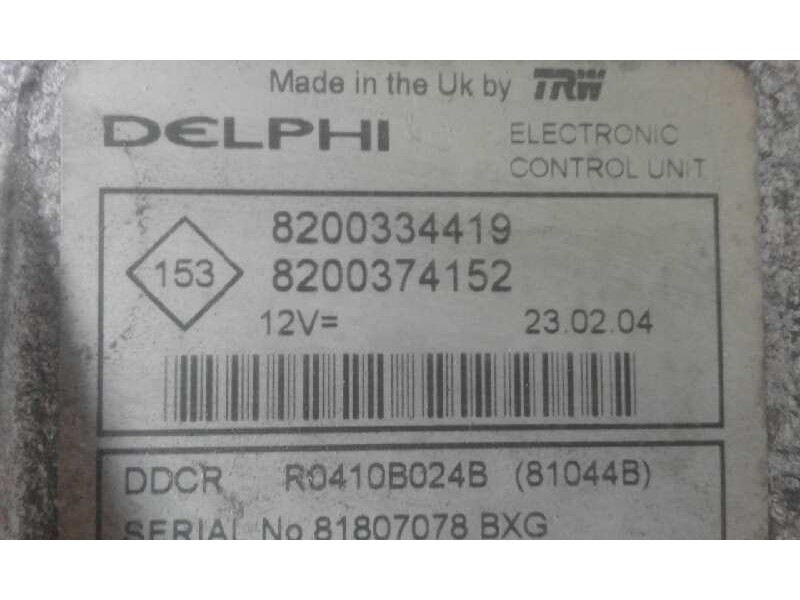 Made in the Uk by TRW
DELPHI ELECTRONIC
CONTROL UNIT
8200334419
153
8200374152
12V= 23.02.04
DDCR R0410B024B (81044B)
SERIAL No 81807078 BXG